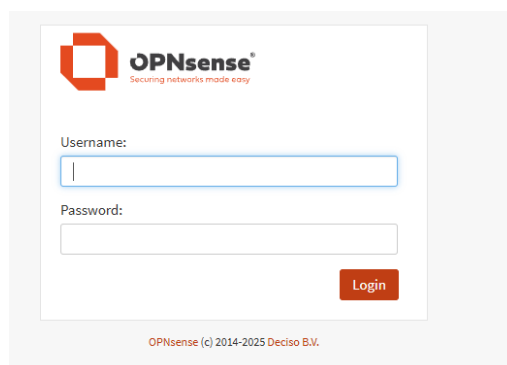 OPNsense®
Securing networks made easy
Username:
Password:
Login
OPNsense (c) 2014-2025 Deciso B.V.